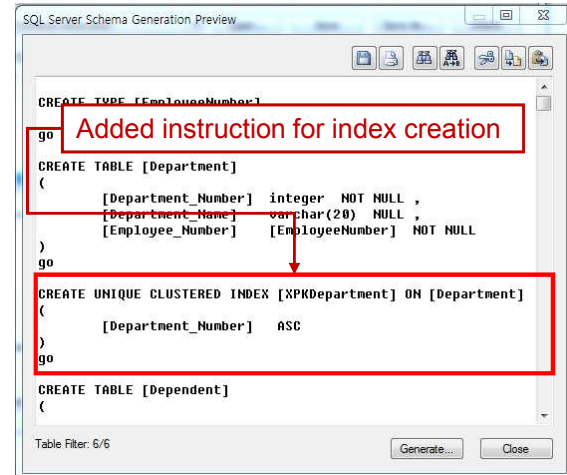 SQL Server Schema Generation Preview
CREATE TYPE [EmployeeNumber]
Added instruction for index creation
go
CREATE TABLE [Department]
(
[Department_Number] integer NOT NULL ,
[Department_Name] varchar(20) NULL ,
[Employee_Number] [EmployeeNumber] NOT NULL
)
go
CREATE UNIQUE CLUSTERED INDEX [XPKDepartment] ON [Department]
(
[Department_Number] ASC
)
go
CREATE TABLE [Dependent]
(
Table Filter: 6/6
Generate...
Close